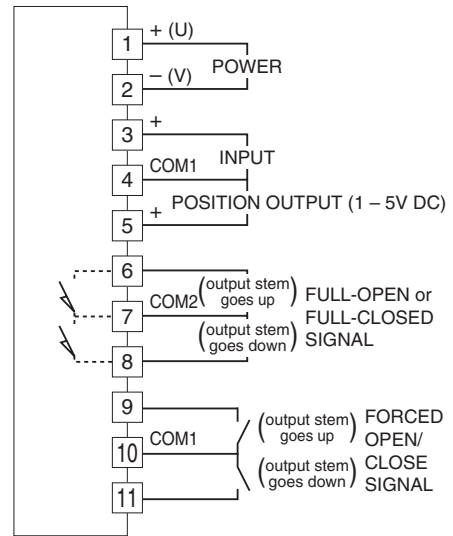 1 + (U)
POWER
2 – (V)
3 +
INPUT
4 COM1
POSITION OUTPUT (1 – 5V DC)
5 +
6
(output stem goes up)
7 COM2
FULL-OPEN or
FULL-CLOSED
SIGNAL
(output stem goes down)
8
9
(output stem goes up)
10 COM1
FORCED
OPEN/
CLOSE
SIGNAL
(output stem goes down)
11